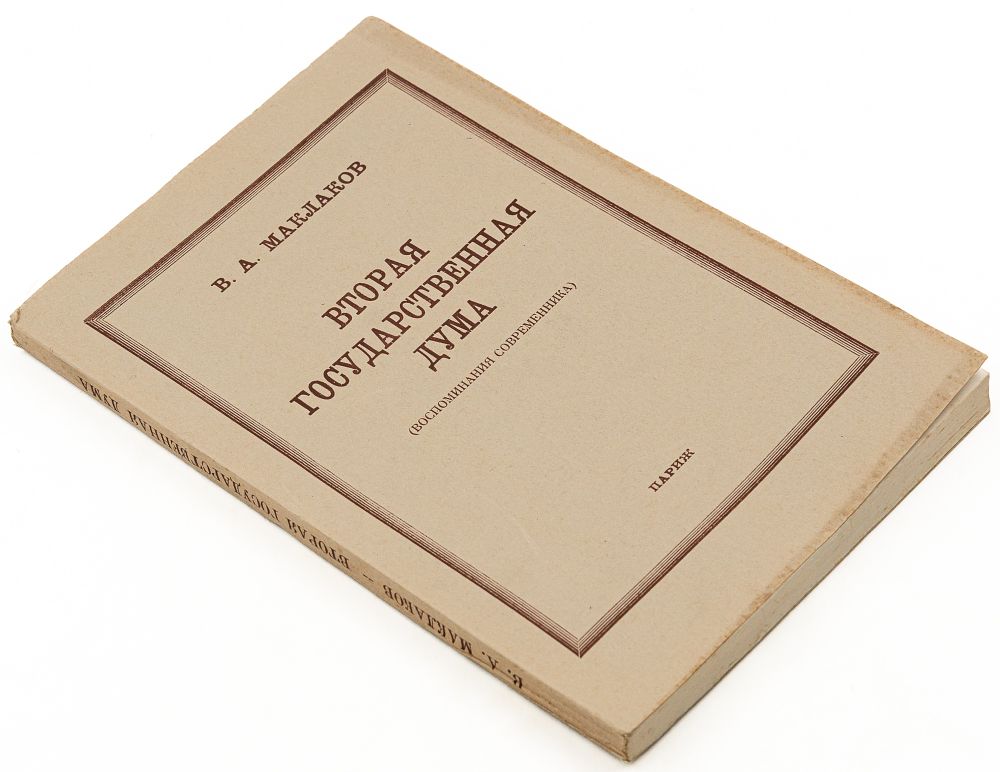 В. А. МАКЛАКОВ
ВТОРАЯ
ГОСУДАРСТВЕННАЯ
ДУМА
(ВОСПОМИНАНИЯ СОВРЕМЕННИКА)
ПАРИЖ
В. А. МАКЛАКОВ — ВТОРАЯ ГОСУДАРСТВЕННАЯ ДУМА